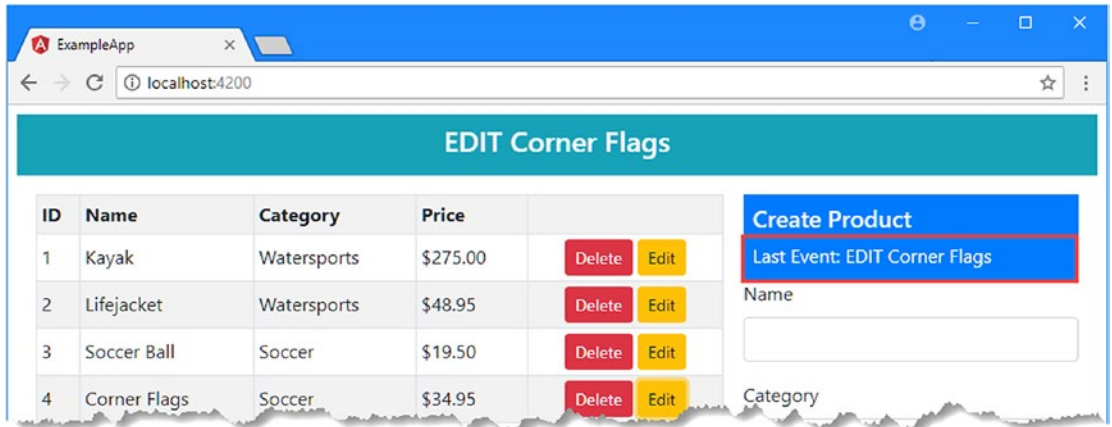 ExampleApp
localhost:4200
EDIT Corner Flags
ID Name Category Price
1 Kayak Watersports $275.00 Delete Edit
2 Lifejacket Watersports $48.95 Delete Edit
3 Soccer Ball Soccer $19.50 Delete Edit
4 Corner Flags Soccer $34.95 Delete Edit
Create Product
Last Event: EDIT Corner Flags
Name
Category